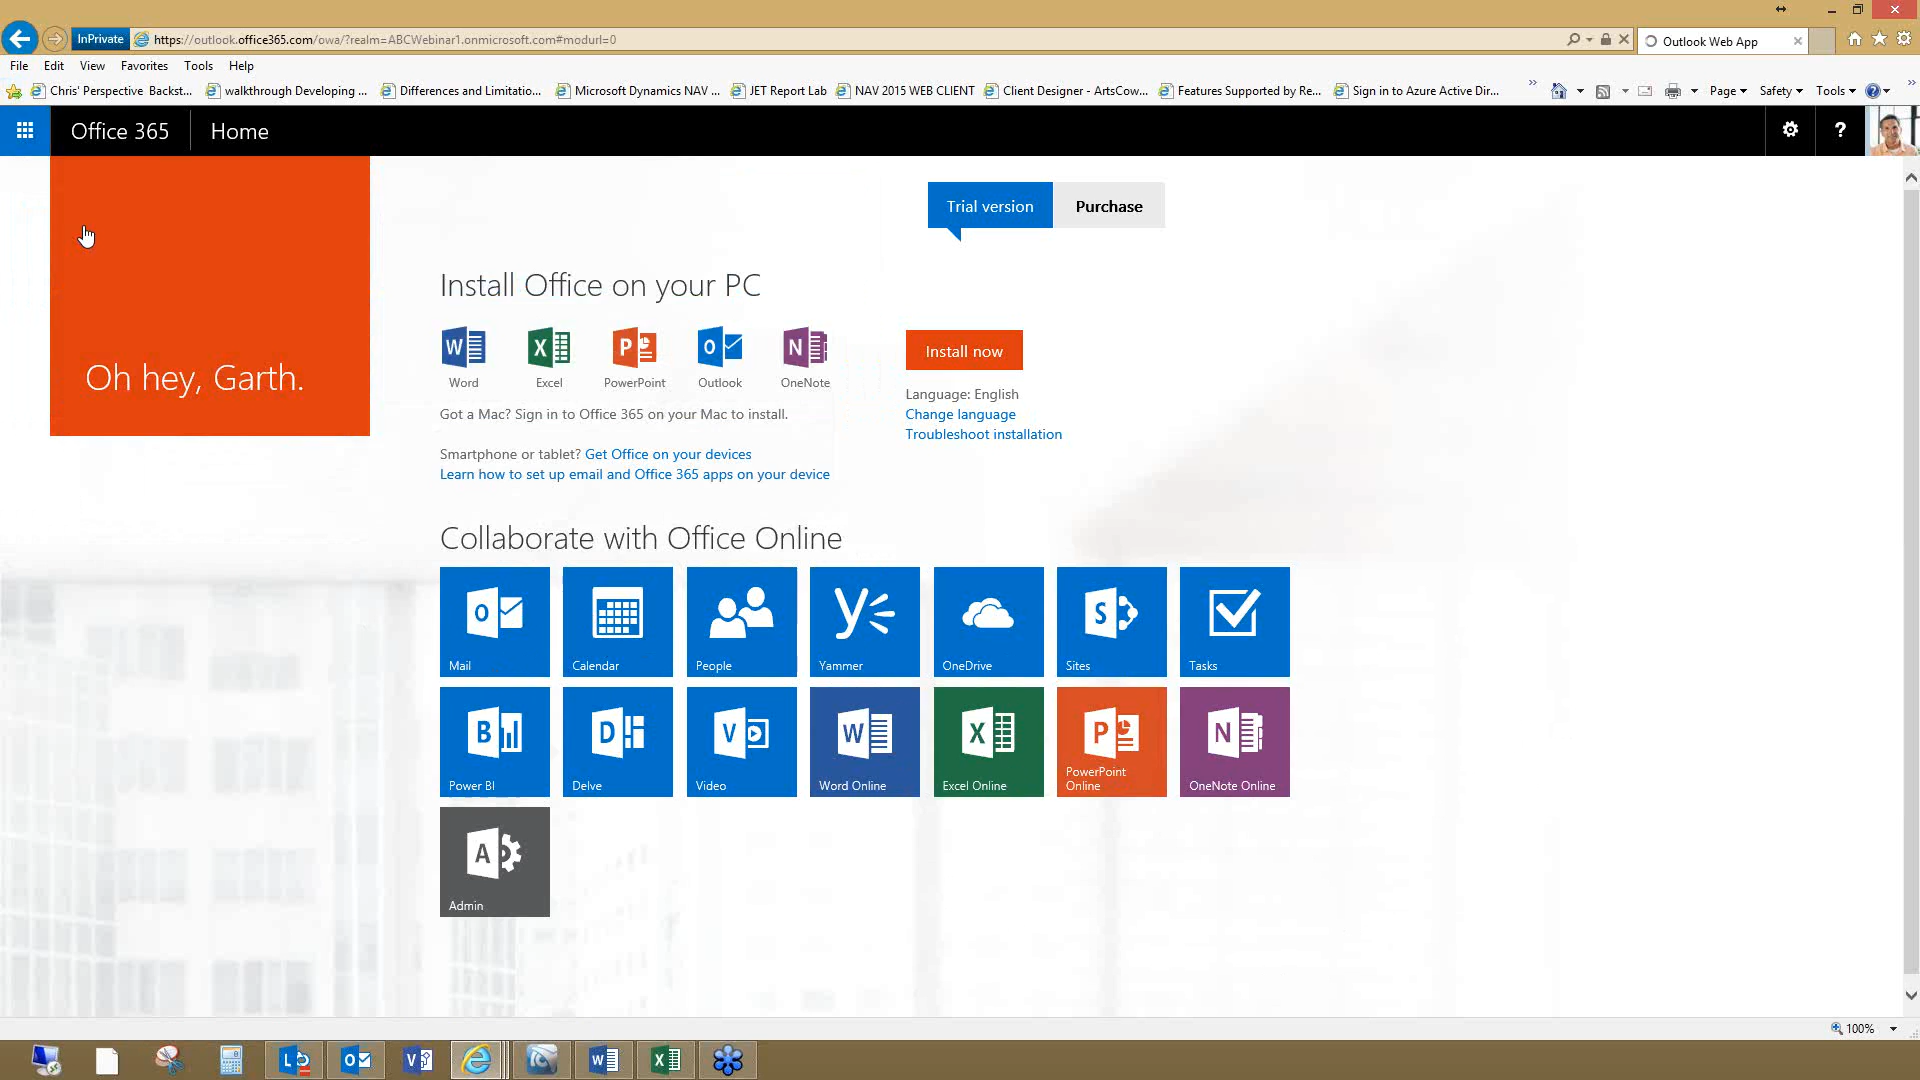 InPrivate https://outlook.office365.com/owa/?realm=ABCWebinar1.onmicrosoft.com#modurl=0 Outlook Web App
File Edit View Favorites Tools Help
Chris' Perspective Backst... walkthrough Developing ... Differences and Limitatio... Microsoft Dynamics NAV ... JET Report Lab NAV 2015 WEB CLIENT Client Designer - ArtsCow... Features Supported by Re... Sign in to Azure Active Dir... Page Safety Tools
Office 365 Home ?
Trial version Purchase
Oh hey, Garth.
Install Office on your PC
Word Excel PowerPoint Outlook OneNote
Install now
Got a Mac? Sign in to Office 365 on your Mac to install.
Language: English
Change language
Troubleshoot installation
Smartphone or tablet? Get Office on your devices
Learn how to set up email and Office 365 apps on your device
Collaborate with Office Online
Mail Calendar People Yammer OneDrive Sites Tasks
Power BI Delve Video Word Online Excel Online PowerPoint Online OneNote Online
Admin
100%